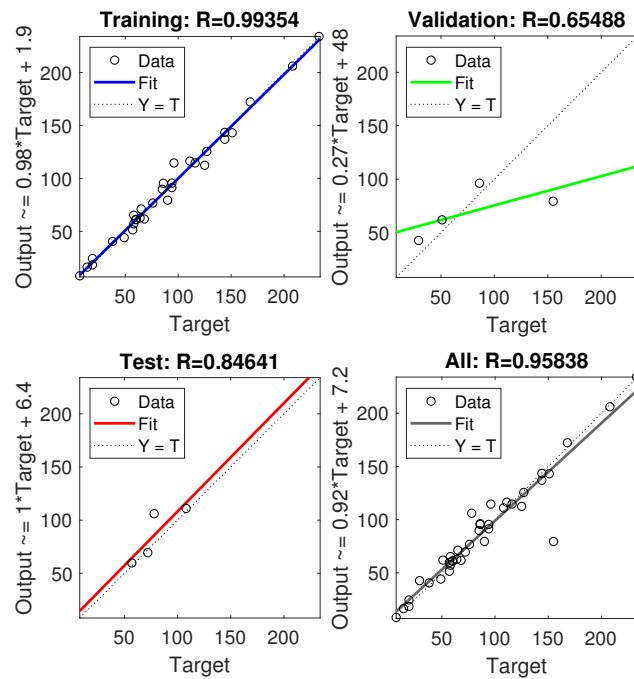 Training: R=0.99354
Output ~= 0.98*Target + 1.9
200
150
100
50
Data
Fit
Y = T
50 100 150 200
Target
Validation: R=0.65488
Output ~= 0.27*Target + 48
200
150
100
50
Data
Fit
Y = T
50 100 150 200
Target
Test: R=0.84641
Output ~= 1*Target + 6.4
200
150
100
50
Data
Fit
Y = T
50 100 150 200
Target
All: R=0.95838
Output ~= 0.92*Target + 7.2
200
150
100
50
Data
Fit
Y = T
50 100 150 200
Target